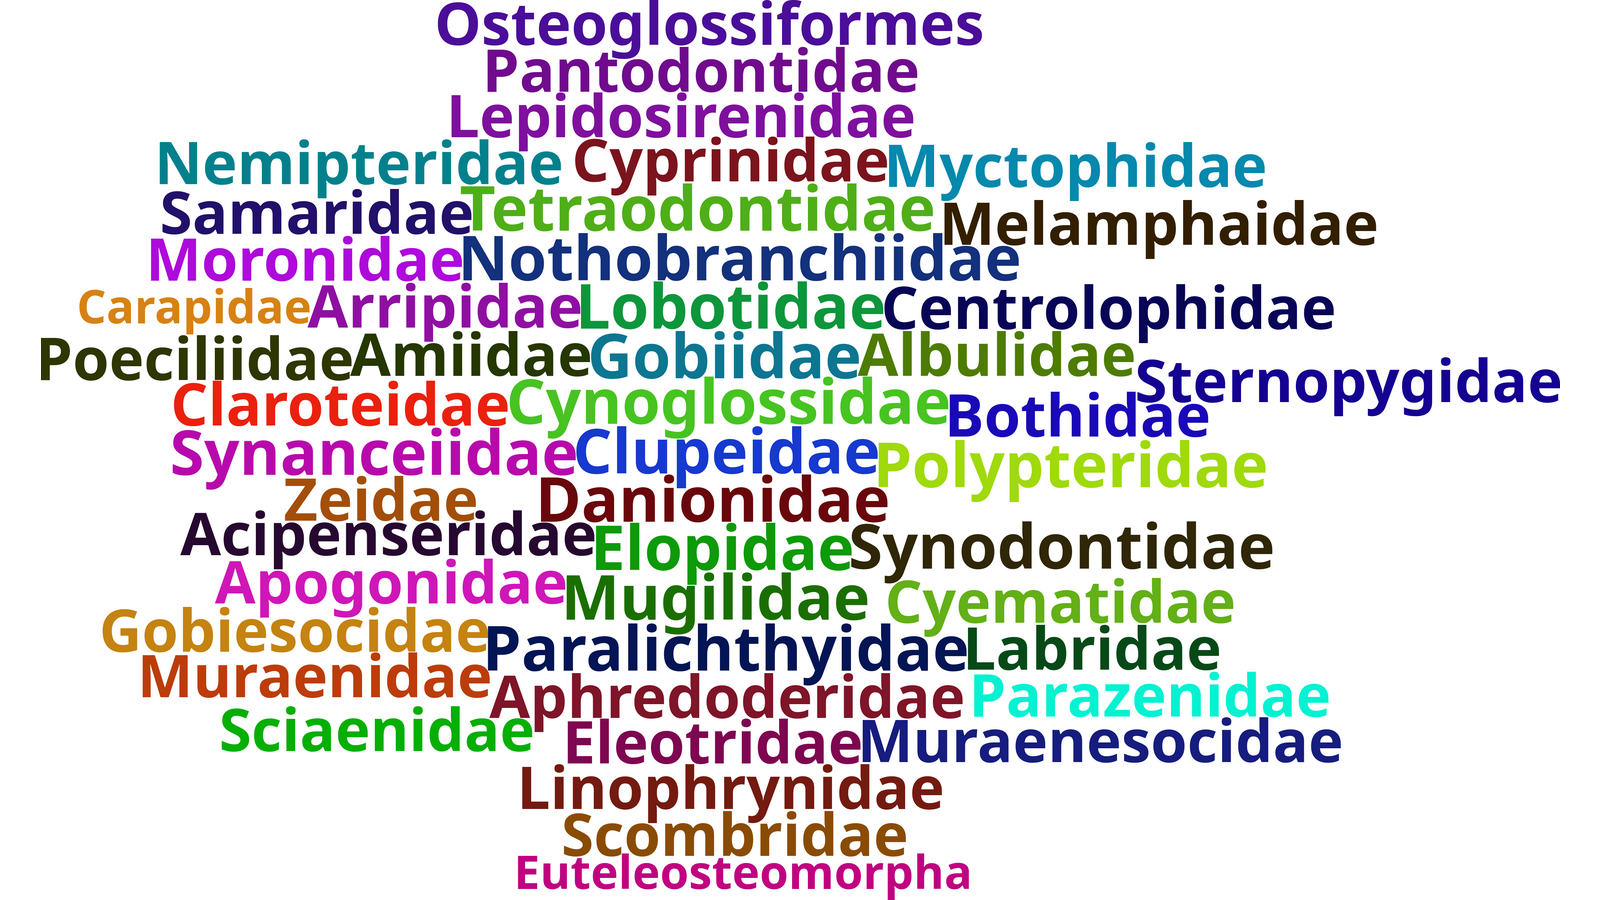 Osteoglossiformes
Pantodontidae
Lepidosirenidae
Nemipteridae Cyprinidae Myctophidae
Samaridae Tetraodontidae Melamphaidae
Moronidae Nothobranchiidae
Carapidae Arripidae Lobotidae Centrolophidae
Poeciliidae Amiidae Gobiidae Albulidae Sternopygidae
Claroteidae Cynoglossidae Bothidae
Synanceiidae Clupeidae Polypteridae
Zeidae Danionidae
Acipenseridae Elopidae Synodontidae
Apogonidae Mugilidae Cyematidae
Gobiesocidae Paralichthyidae Labridae
Muraenidae Aphredoderidae Parazenidae
Sciaenidae Eleotridae Muraenesocidae
Linophrynidae
Scombridae
Euteleosteomorpha